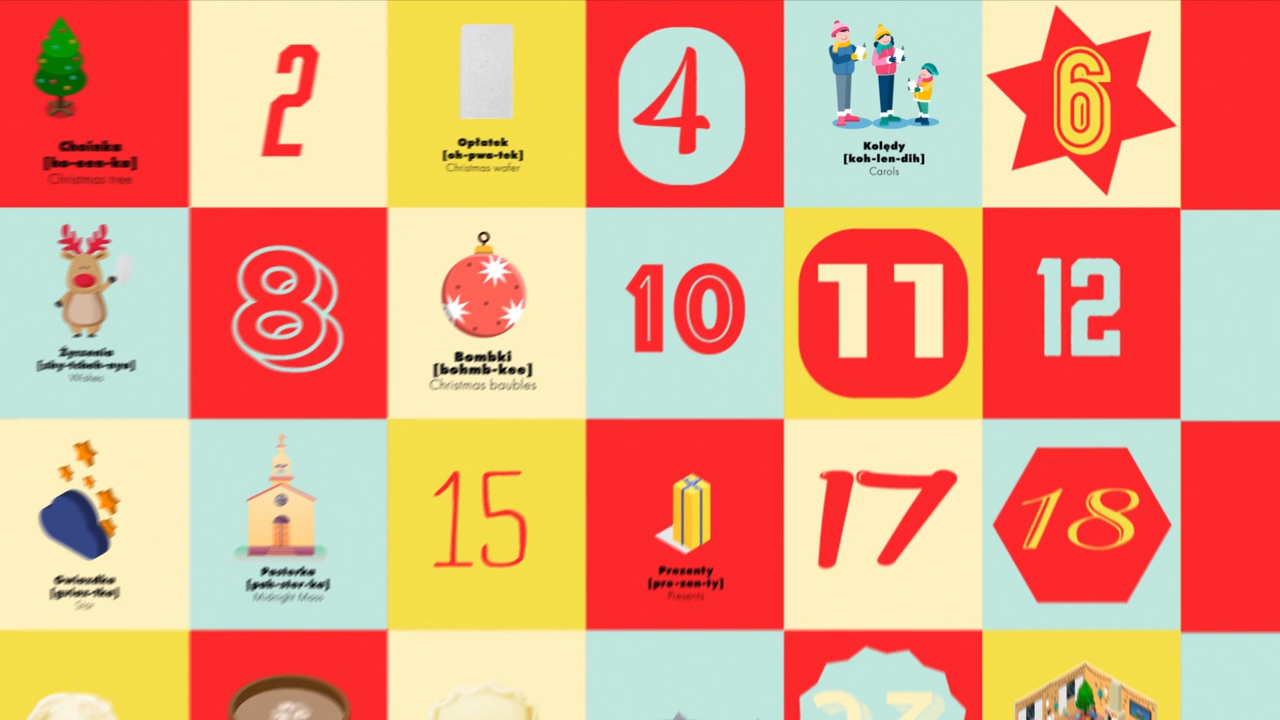 Choinka
[ho-een-ka]
Christmas tree
2
Opłatek
[oh-pwa-tek]
Christmas wafer
4
Kolędy
[koh-len-dih]
Carols
6
Życzenia
Wishes
8
Bombki
[bohmb-kee]
Christmas baubles
10
11
12
Gwiazdka
Star
Pasterka
[pah-ster-ka]
Midnight Mass
15
Prezenty
[pre-zen-ty]
Presents
17
18
23